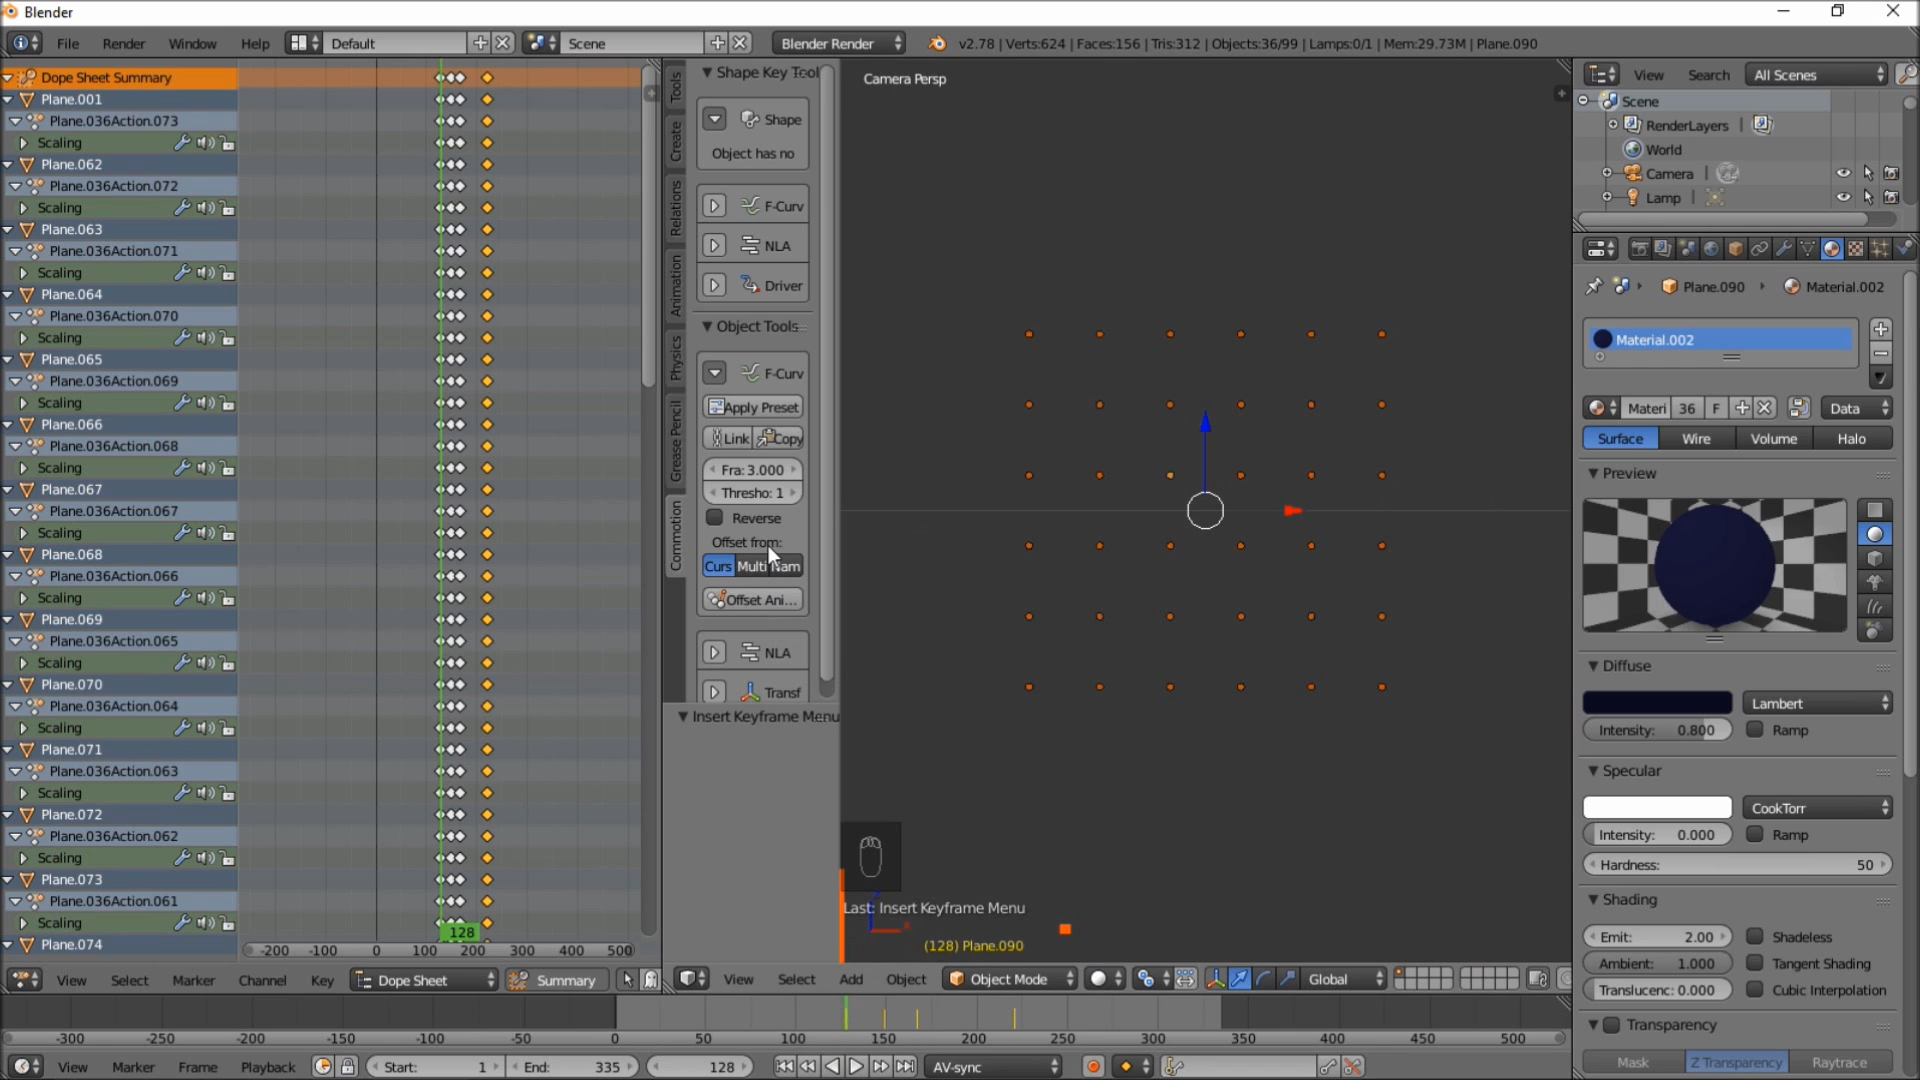 Blender
File Render Window Help Default Scene Blender Render v2.78 | Verts:624 | Faces:156 | Tris:312 | Objects:36/99 | Lamps:0/1 | Mem:29.73M | Plane.090
Dope Sheet Summary
Plane.001
Plane.036Action.073
Scaling
Plane.062
Plane.036Action.072
Scaling
Plane.063
Plane.036Action.071
Scaling
Plane.064
Plane.036Action.070
Scaling
Plane.065
Plane.036Action.069
Scaling
Plane.066
Plane.036Action.068
Scaling
Plane.067
Plane.036Action.067
Scaling
Plane.068
Plane.036Action.066
Scaling
Plane.069
Plane.036Action.065
Scaling
Plane.070
Plane.036Action.064
Scaling
Plane.071
Plane.036Action.063
Scaling
Plane.072
Plane.036Action.062
Scaling
Plane.073
Plane.036Action.061
Scaling
Plane.074
128
-200 -100 0 100 200 300 400 500
View Select Marker Channel Key Dope Sheet Summary
Tools
Create
Relations
Animation
Physics
Grease Pencil
Commotion
Shape Key Tool
Shape
Object has no
F-Curv
NLA
Driver
Object Tools
F-Curv
Apply Preset
Link Copy
Fra: 3.000
Thresho: 1
Reverse
Offset from:
Curs Multi Nam
Offset Ani...
NLA
Transf
Insert Keyframe Menu
Camera Persp
Last: Insert Keyframe Menu
(128) Plane.090
View Select Add Object Object Mode Global
View Search All Scenes
Scene
RenderLayers
World
Camera
Lamp
Plane.090 Material.002
Material.002
Materi 36 F Data
Surface Wire Volume Halo
Preview
Diffuse
Lambert
Intensity: 0.800 Ramp
Specular
CookTorr
Intensity: 0.000 Ramp
Hardness: 50
Shading
Emit: 2.00 Shadeless
Ambient: 1.000 Tangent Shading
Translucenc: 0.000 Cubic Interpolation
Transparency
Mask Z Transparency Raytrace
-300 -250 -200 -150 -100 -50 0 50 100 150 200 250 300 350 400 450 500
View Marker Frame Playback Start: 1 End: 335 128 AV-sync